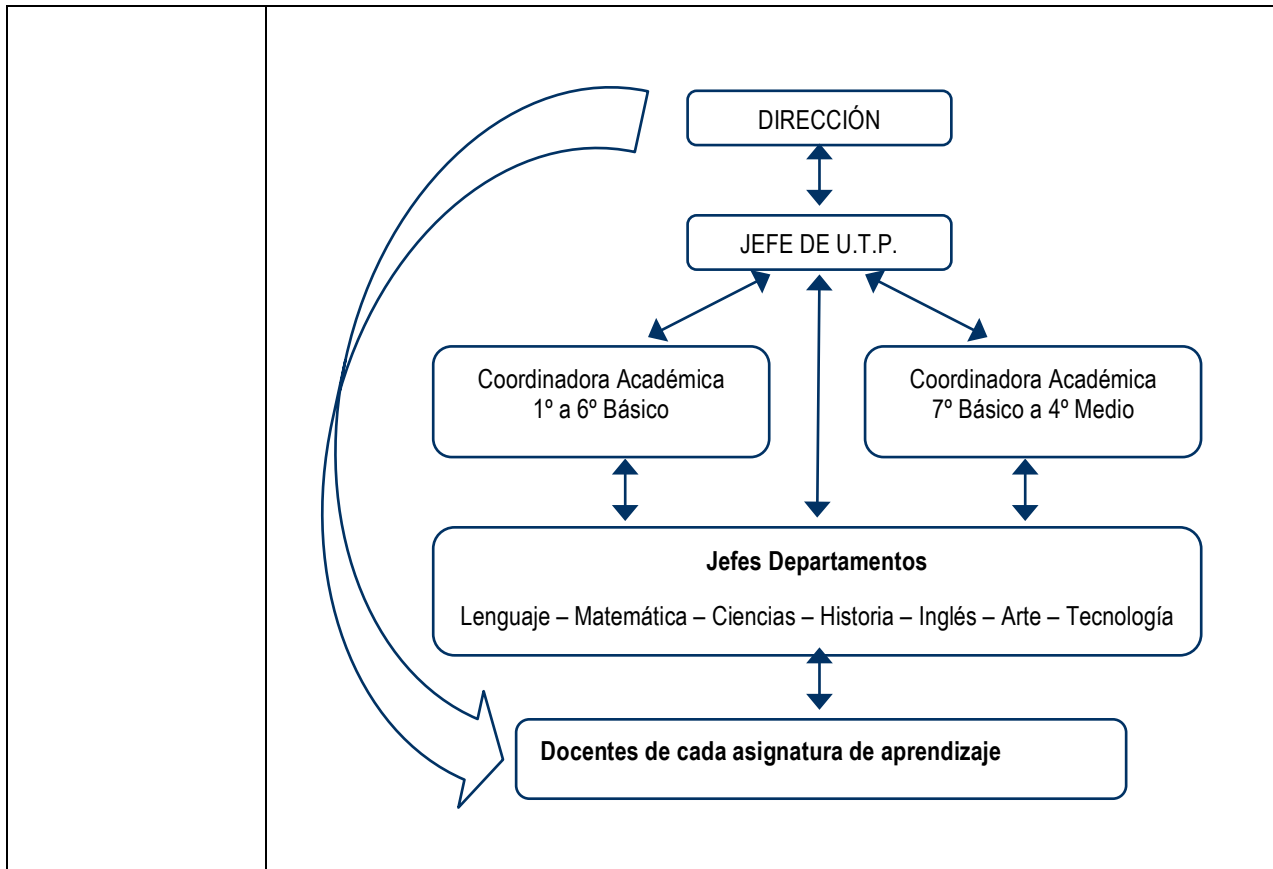 DIRECCIÓN
JEFE DE U.T.P.
Coordinadora Académica
1º a 6º Básico
Coordinadora Académica
7º Básico a 4º Medio
Jefes Departamentos
Lenguaje – Matemática – Ciencias – Historia – Inglés – Arte – Tecnología
Docentes de cada asignatura de aprendizaje